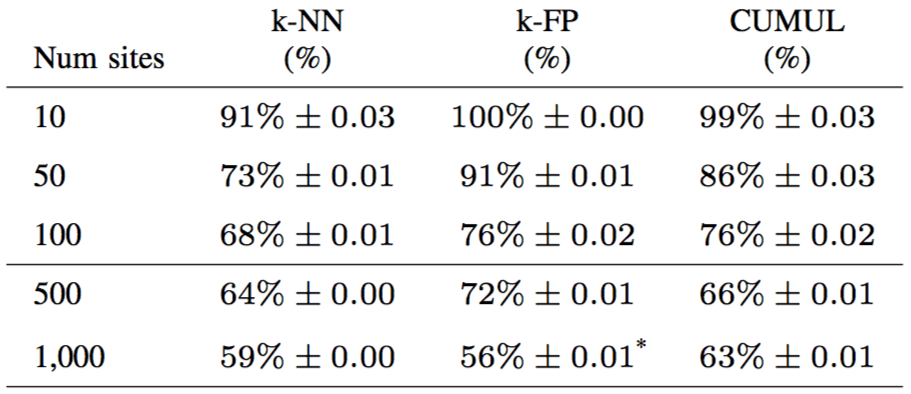 k-NN k-FP CUMUL
Num sites (%) (%) (%)
10 91% ± 0.03 100% ± 0.00 99% ± 0.03
50 73% ± 0.01 91% ± 0.01 86% ± 0.03
100 68% ± 0.01 76% ± 0.02 76% ± 0.02
500 64% ± 0.00 72% ± 0.01 66% ± 0.01
1,000 59% ± 0.00 56% ± 0.01* 63% ± 0.01